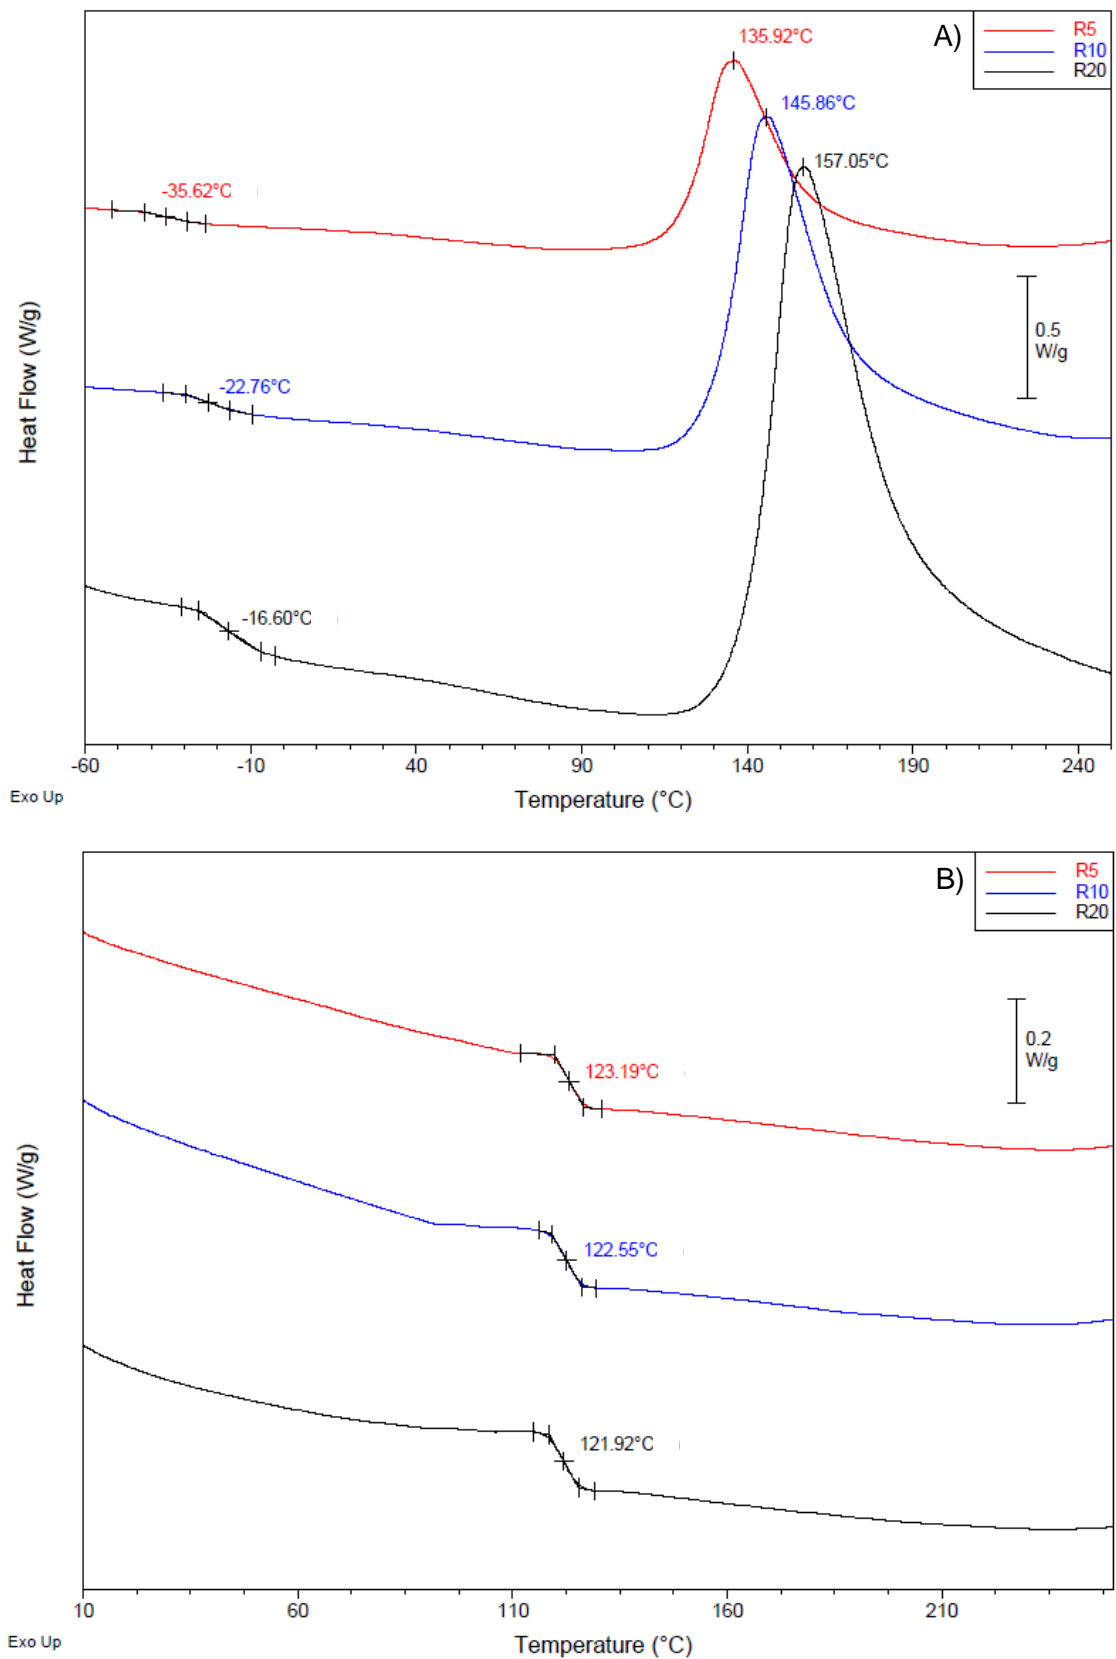 A)
R5
R10
R20
135.92°C
145.86°C
157.05°C
-35.62°C
-22.76°C
-16.60°C
0.5
W/g
Heat Flow (W/g)
-60
-10
40
90
140
190
240
Exo Up
Temperature (°C)
B)
R5
R10
R20
0.2
W/g
123.19°C
122.55°C
121.92°C
Heat Flow (W/g)
10
60
110
160
210
Exo Up
Temperature (°C)